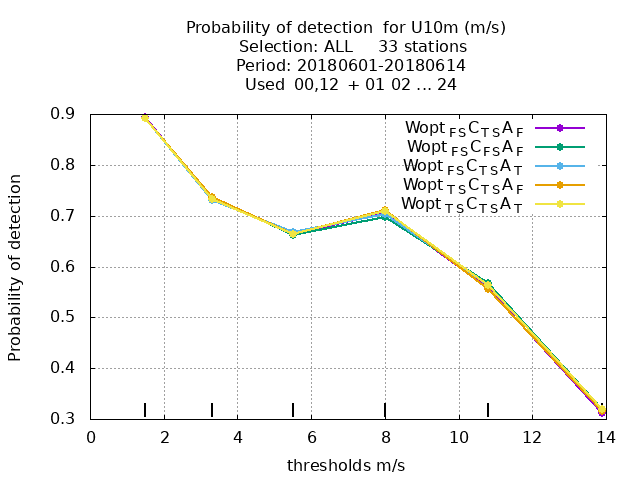 Probability of detection for U10m (m/s)
Selection: ALL 33 stations
Period: 20180601-20180614
Used 00,12 + 01 02 ... 24
Probability of detection
0.9
0.8
0.7
0.6
0.5
0.4
0.3
Wopt FS C TS A F
Wopt FS C FS A F
Wopt FS C TS A T
Wopt TS C TS A F
Wopt TS C TS A T
0 2 4 6 8 10 12 14
thresholds m/s